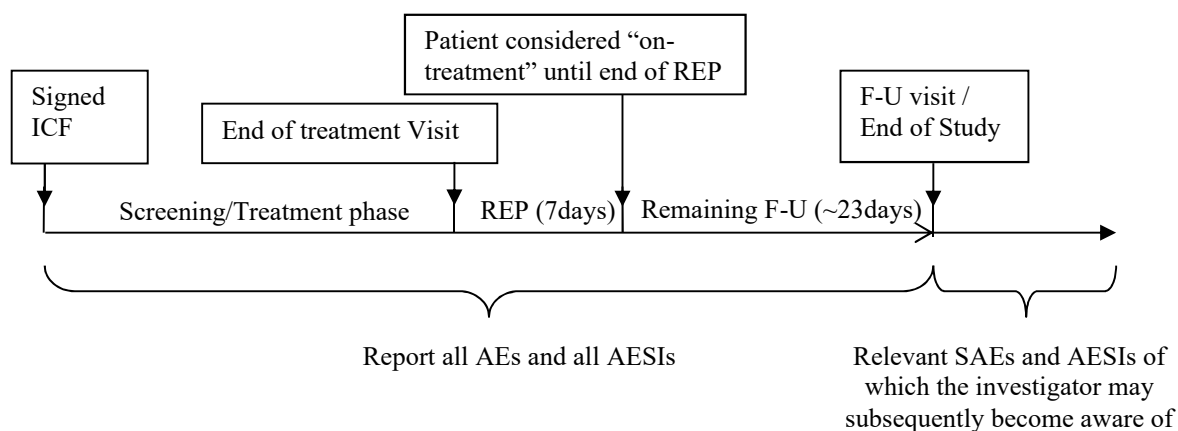 Patient considered “on-
treatment” until end of REP
Signed
ICF
End of treatment Visit
F-U visit /
End of Study
Screening/Treatment phase
REP (7days)
Remaining F-U (~23days)
Report all AEs and all AESIs
Relevant SAEs and AESIs of
which the investigator may
subsequently become aware of